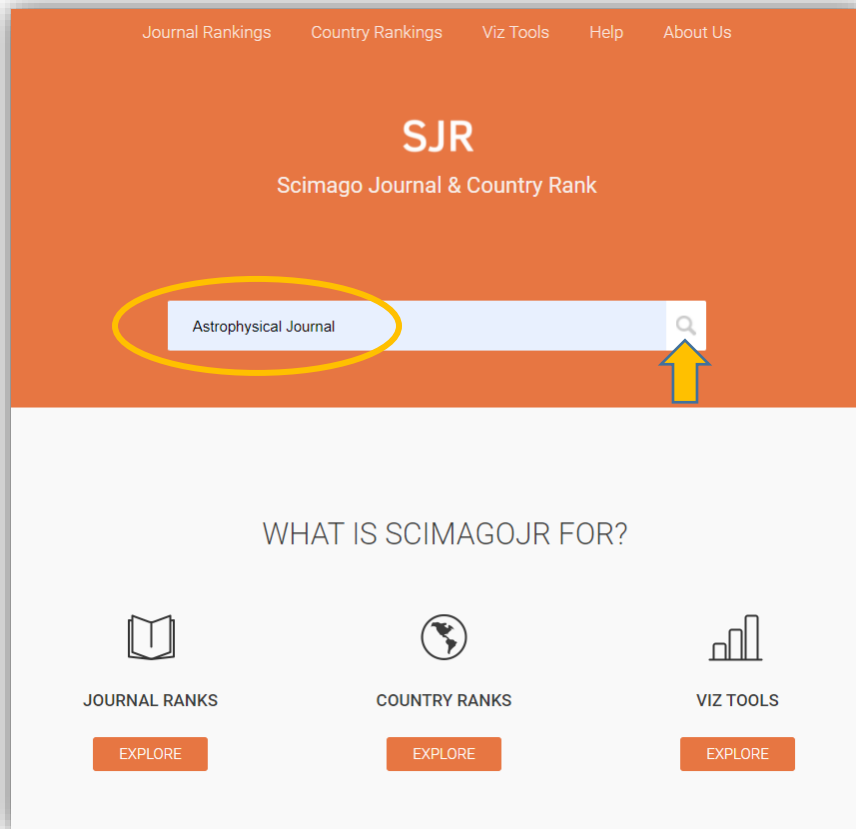 Journal Rankings Country Rankings Viz Tools Help About Us
SJR
Scimago Journal & Country Rank
Astrophysical Journal
WHAT IS SCIMAGOJR FOR?
JOURNAL RANKS COUNTRY RANKS VIZ TOOLS
EXPLORE EXPLORE EXPLORE